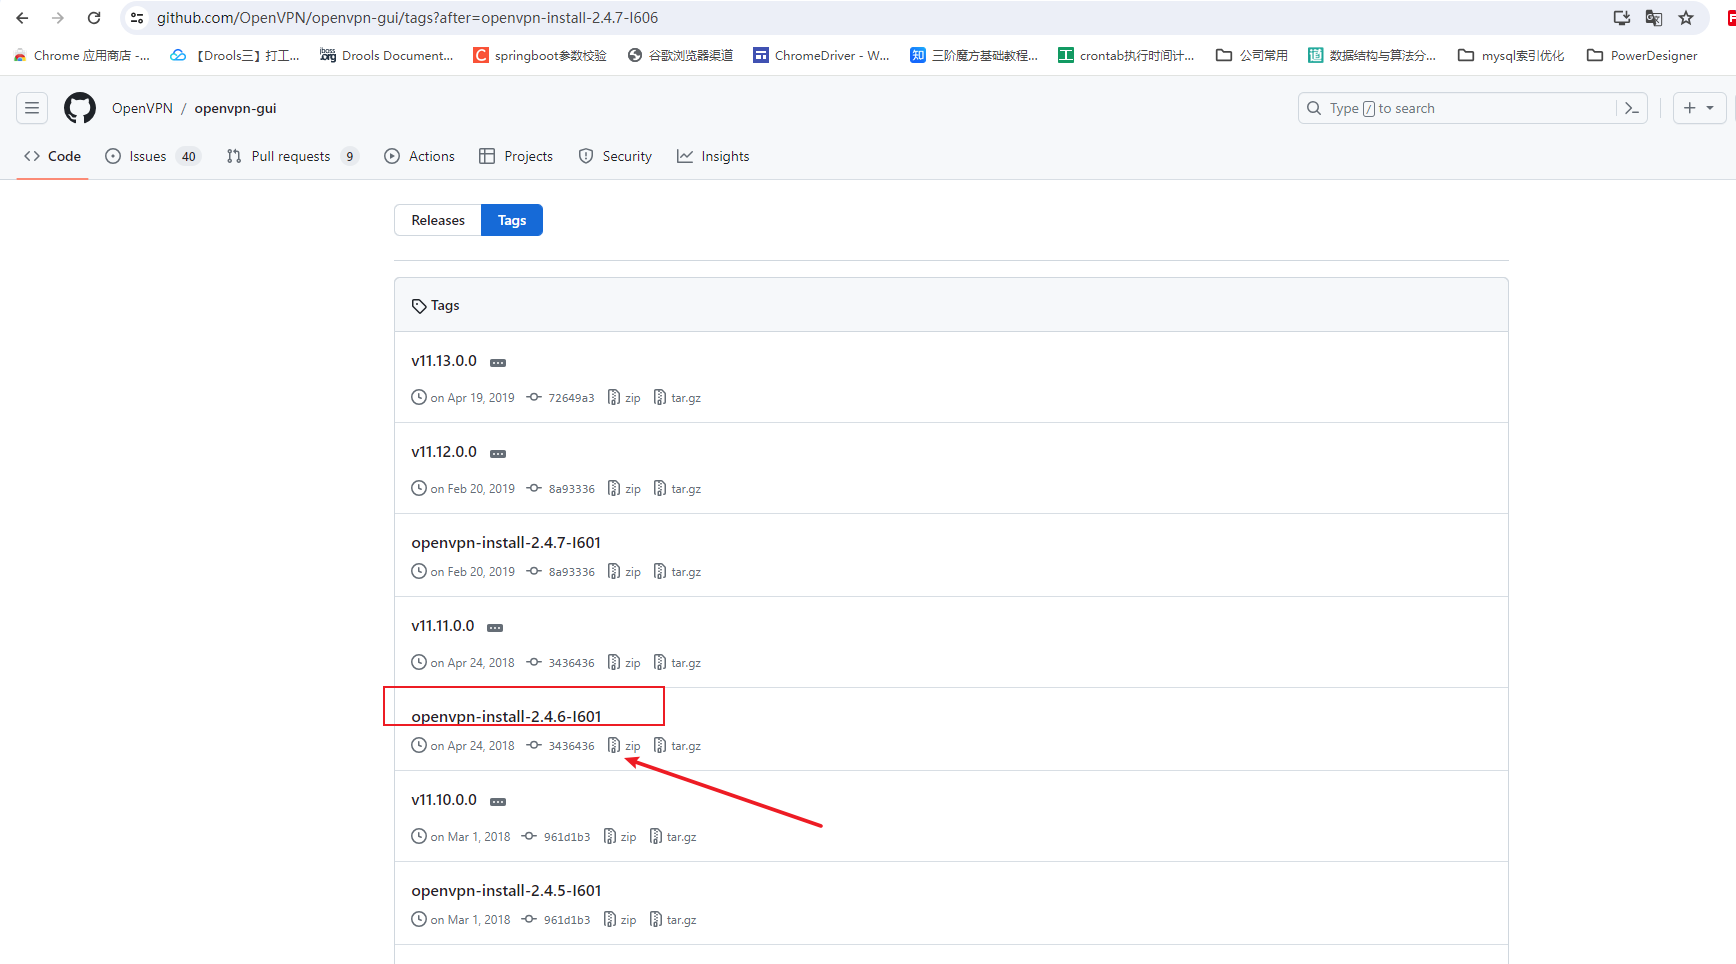 github.com/OpenVPN/openvpn-gui/tags?after=openvpn-install-2.4.7-I606
Chrome 应用商店 -... 【Drools三】打工... Drools Document... springboot参数校验 谷歌浏览器渠道 ChromeDriver - W... 知 三阶魔方基础教程... 工 crontab执行时间计... 公司常用 数据结构与算法分... mysql索引优化 PowerDesigner
OpenVPN / openvpn-gui Type / to search
Code Issues 40 Pull requests 9 Actions Projects Security Insights
Releases Tags
Tags
v11.13.0.0
on Apr 19, 2019 72649a3 zip tar.gz
v11.12.0.0
on Feb 20, 2019 8a93336 zip tar.gz
openvpn-install-2.4.7-I601
on Feb 20, 2019 8a93336 zip tar.gz
v11.11.0.0
on Apr 24, 2018 3436436 zip tar.gz
openvpn-install-2.4.6-I601
on Apr 24, 2018 3436436 zip tar.gz
v11.10.0.0
on Mar 1, 2018 961d1b3 zip tar.gz
openvpn-install-2.4.5-I601
on Mar 1, 2018 961d1b3 zip tar.gz